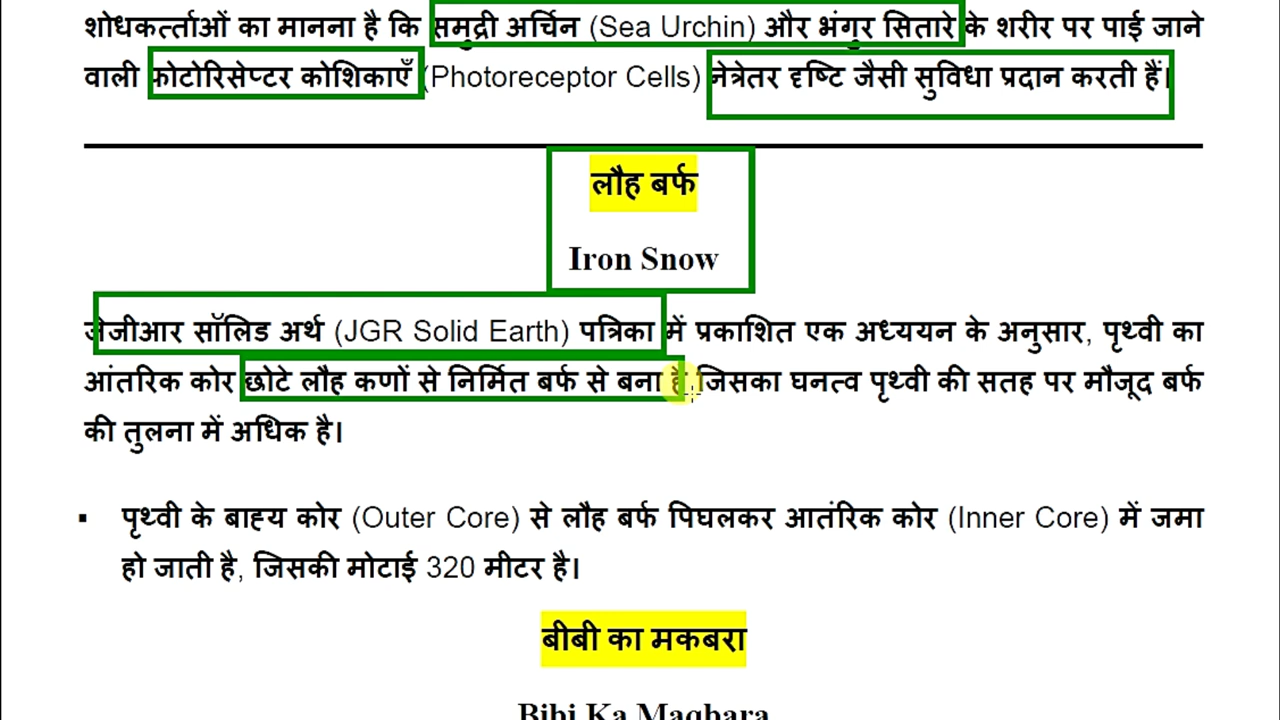 शोधकर्त्ताओं का मानना है कि समुद्री अर्चिन (Sea Urchin) और भंगुर सितारे के शरीर पर पाई जाने
वाली फोटोरिसेप्टर कोशिकाएँ (Photoreceptor Cells) नेत्रेतर दृष्टि जैसी सुविधा प्रदान करती हैं।
लौह बर्फ
Iron Snow
जेजीआर सॉलिड अर्थ (JGR Solid Earth) पत्रिका में प्रकाशित एक अध्ययन के अनुसार, पृथ्वी का
आंतरिक कोर छोटे लौह कणों से निर्मित बर्फ से बना है, जिसका घनत्व पृथ्वी की सतह पर मौजूद बर्फ
की तुलना में अधिक है।
▪ पृथ्वी के बाह्य कोर (Outer Core) से लौह बर्फ पिघलकर आतंरिक कोर (Inner Core) में जमा
हो जाती है, जिसकी मोटाई 320 मीटर है।
बीबी का मकबरा
Bibi Ka Maqbara